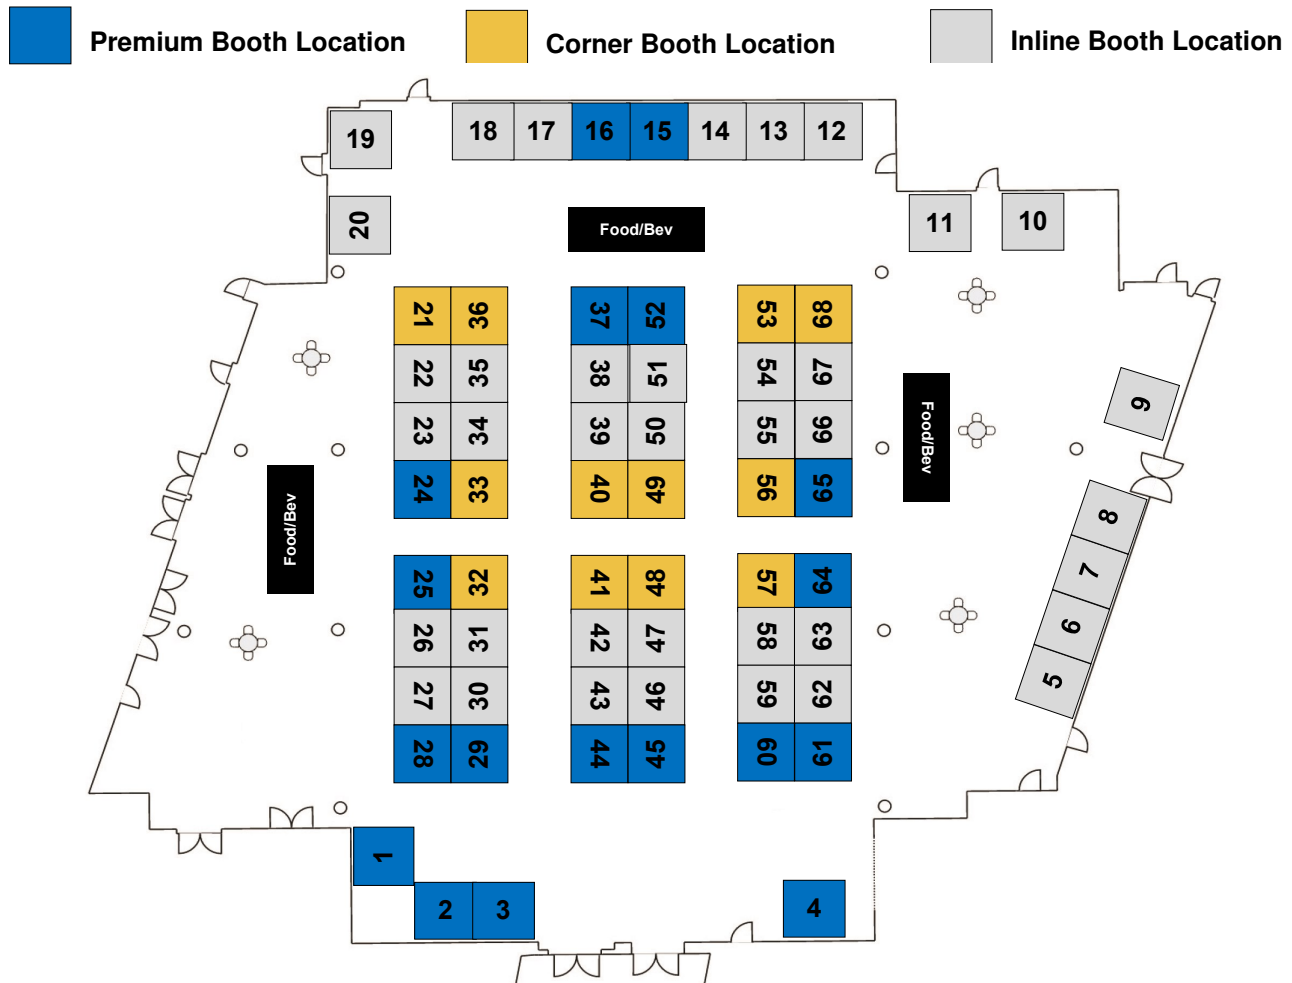 Premium Booth Location
Corner Booth Location
Inline Booth Location
19
18 17 16 15 14 13 12
20
Food/Bev
11 10
21 36 37 52 53 68
22 35 38 51 54 67
9
23 34 39 50 55 66
Food/Bev
24 33 40 49 56 65
Food/Bev
8
25 32 41 48 57 64
7
26 31 42 47 58 63
6
27 30 43 46 59 62
5
28 29 44 45 60 61
1
2 3 4